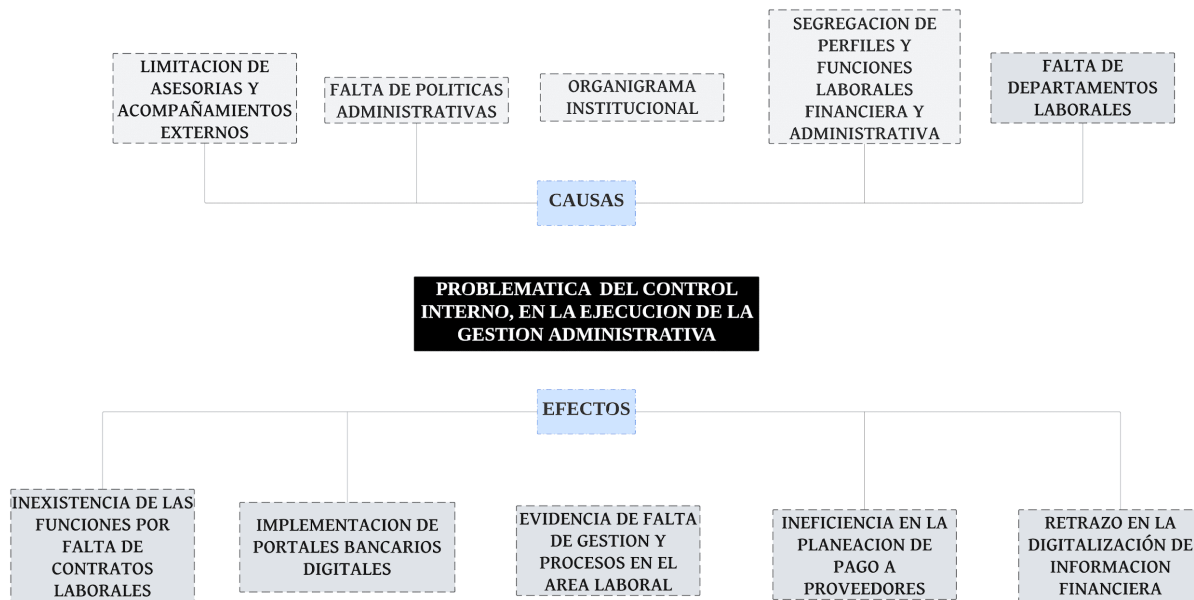 LIMITACION DE
ASESORIAS Y
ACOMPAÑAMIENTOS
EXTERNOS
FALTA DE POLITICAS
ADMINISTRATIVAS
ORGANIGRAMA
INSTITUCIONAL
SEGREGACION DE
PERFILES Y
FUNCIONES
LABORALES
FINANCIERA Y
ADMINISTRATIVA
FALTA DE
DEPARTAMENTOS
LABORALES
CAUSAS
PROBLEMATICA DEL CONTROL
INTERNO, EN LA EJECUCION DE LA
GESTION ADMINISTRATIVA
EFECTOS
INEXISTENCIA DE LAS
FUNCIONES POR
FALTA DE
CONTRATOS
LABORALES
IMPLEMENTACION DE
PORTALES BANCARIOS
DIGITALES
EVIDENCIA DE FALTA
DE GESTION Y
PROCESOS EN EL
AREA LABORAL
INEFICIENCIA EN LA
PLANEACION DE
PAGO A
PROVEEDORES
RETRAZO EN LA
DIGITALIZACIÓN DE
INFORMACION
FINANCIERA